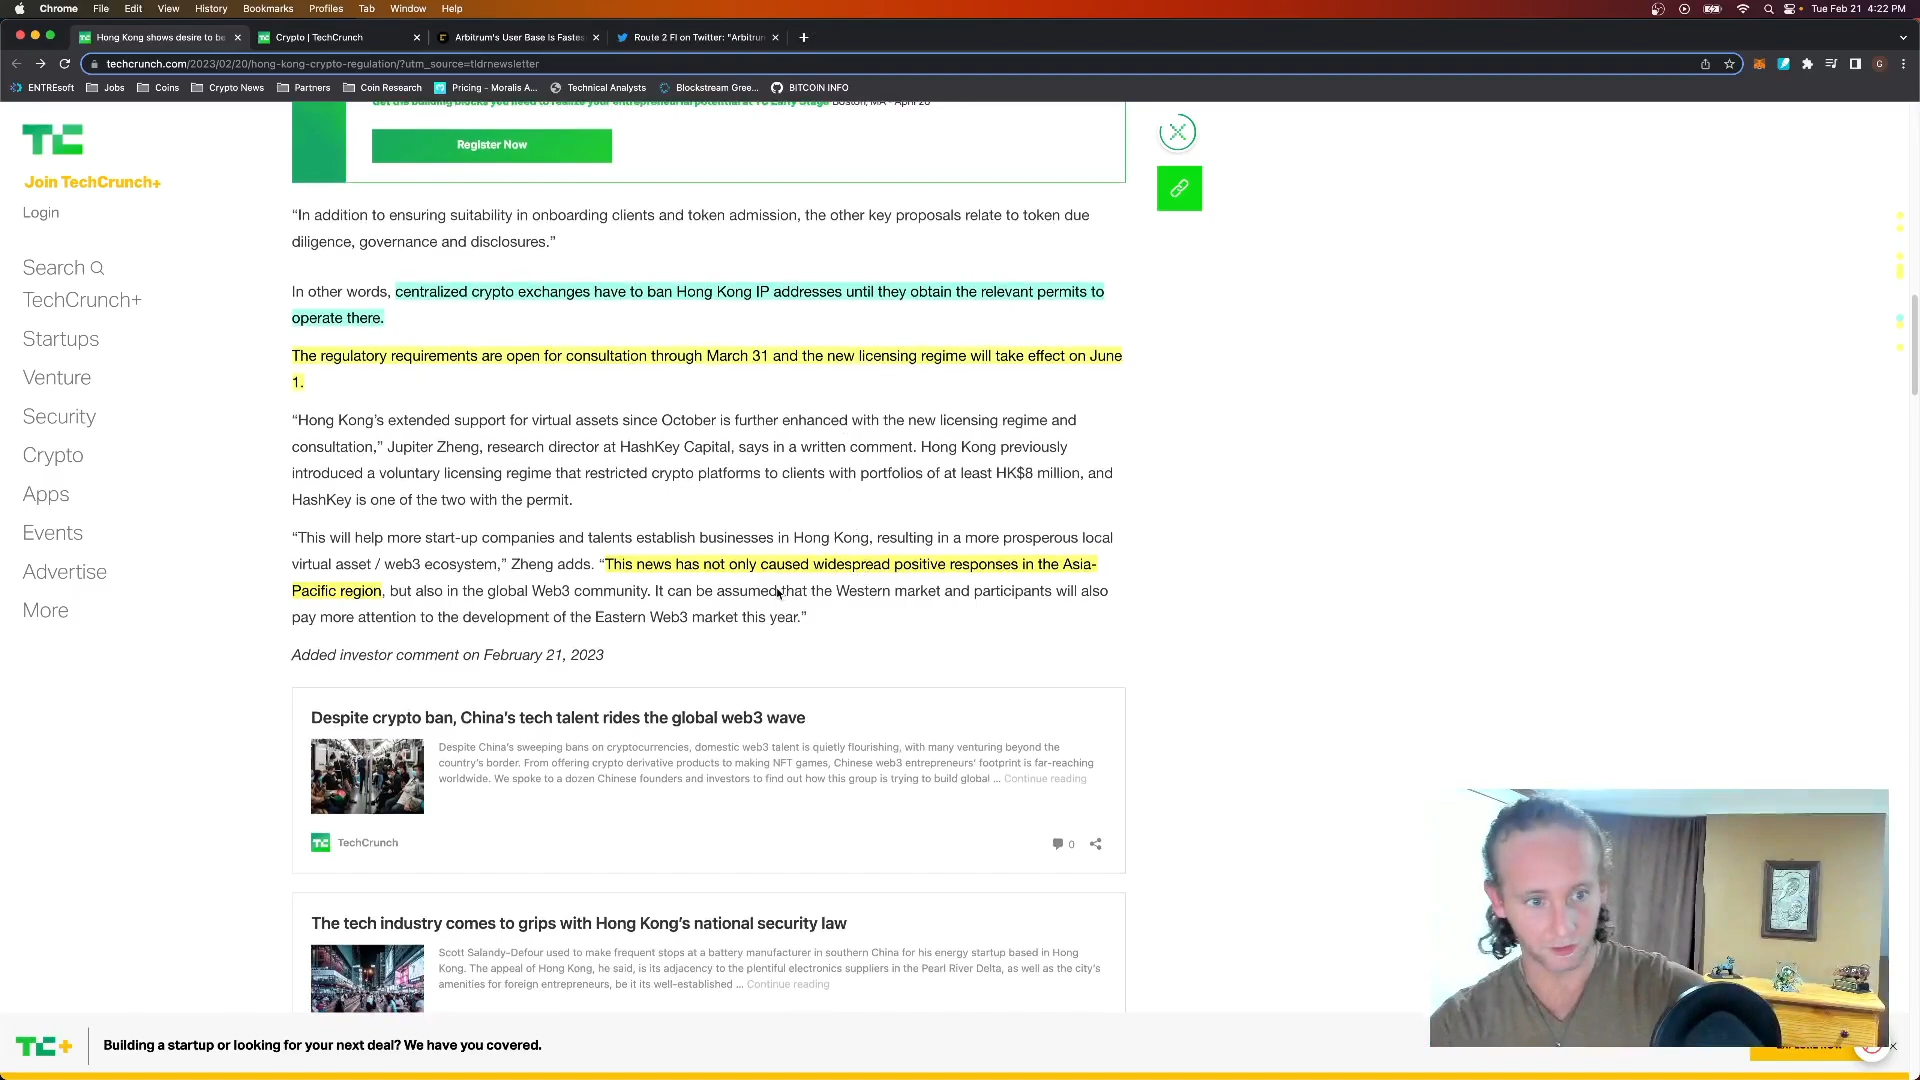 Chrome File Edit View History Bookmarks Profiles Tab Window Help
Tue Feb 21 4:22 PM
Hong Kong shows desire to be
Crypto | TechCrunch
Arbitrum's User Base Is Fastes
Route 2 FI on Twitter: "Arbitrum
techcrunch.com/2023/02/20/hong-kong-crypto-regulation/?utm_source=tldrnewsletter
G
ENTREsoft Jobs Coins Crypto News Partners Coin Research Pricing - Moralis A... Technical Analysts Blockstream Gree... BITCOIN INFO
Get the building blocks you need to realize your entrepreneurial potential at TC Early Stage Boston, MA - April 20
Register Now
TC
Join TechCrunch+
Login
Search
TechCrunch+
Startups
Venture
Security
Crypto
Apps
Events
Advertise
More
“In addition to ensuring suitability in onboarding clients and token admission, the other key proposals relate to token due
diligence, governance and disclosures.”
In other words, centralized crypto exchanges have to ban Hong Kong IP addresses until they obtain the relevant permits to
operate there.
The regulatory requirements are open for consultation through March 31 and the new licensing regime will take effect on June
1.
“Hong Kong’s extended support for virtual assets since October is further enhanced with the new licensing regime and
consultation,” Jupiter Zheng, research director at HashKey Capital, says in a written comment. Hong Kong previously
introduced a voluntary licensing regime that restricted crypto platforms to clients with portfolios of at least HK$8 million, and
HashKey is one of the two with the permit.
“This will help more start-up companies and talents establish businesses in Hong Kong, resulting in a more prosperous local
virtual asset / web3 ecosystem,” Zheng adds. “This news has not only caused widespread positive responses in the Asia-
Pacific region, but also in the global Web3 community. It can be assumed that the Western market and participants will also
pay more attention to the development of the Eastern Web3 market this year.”
Added investor comment on February 21, 2023
Despite crypto ban, China’s tech talent rides the global web3 wave
Despite China’s sweeping bans on cryptocurrencies, domestic web3 talent is quietly flourishing, with many venturing beyond the
country’s border. From offering crypto derivative products to making NFT games, Chinese web3 entrepreneurs’ footprint is far-reaching
worldwide. We spoke to a dozen Chinese founders and investors to find out how this group is trying to build global ... Continue reading
TC TechCrunch
0
The tech industry comes to grips with Hong Kong’s national security law
Scott Salandy-Defour used to make frequent stops at a battery manufacturer in southern China for his energy startup based in Hong
Kong. The appeal of Hong Kong, he said, is its adjacency to the plentiful electronics suppliers in the Pearl River Delta, as well as the city’s
amenities for foreign entrepreneurs, be it its well-established ... Continue reading
TC+
Building a startup or looking for your next deal? We have you covered.